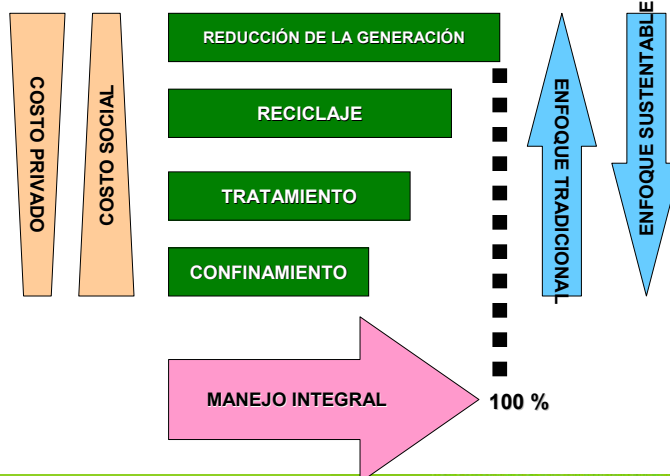 COSTO PRIVADO
COSTO SOCIAL
REDUCCIÓN DE LA GENERACIÓN
RECICLAJE
TRATAMIENTO
CONFINAMIENTO
ENFOQUE TRADICIONAL
ENFOQUE SUSTENTABLE
MANEJO INTEGRAL
100 %